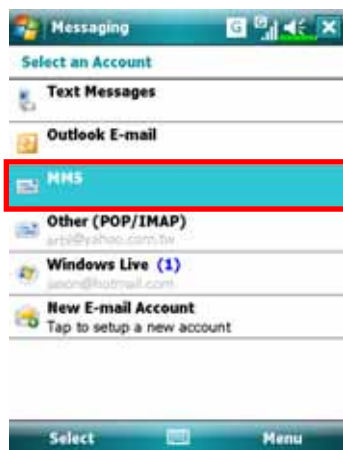 Messaging
G
Select an Account
Text Messages
Outlook E-mail
MMS
Other (POP/IMAP)
Windows Live (1)
New E-mail Account
Tap to setup a new account
Select
Menu